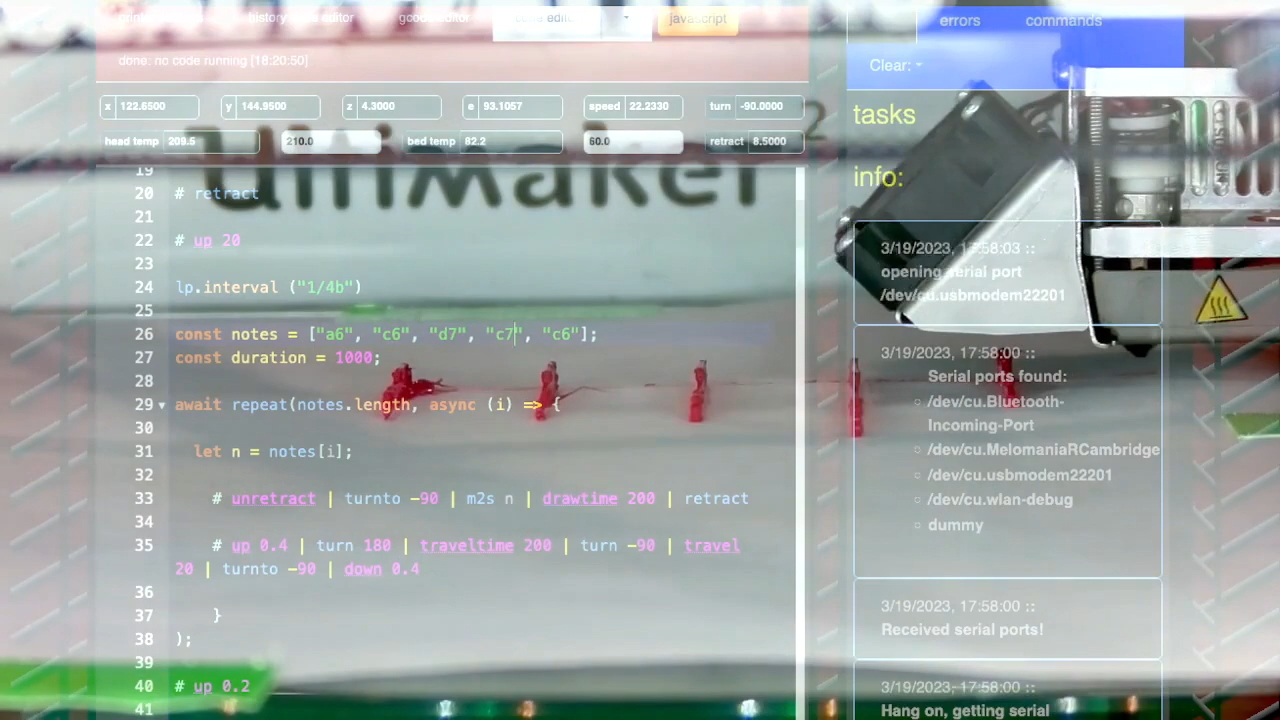 history editor
editor
javascript
errors commands
done: no code running [18:20:50]
Clear:
x 122.6500 y 144.9500 z 4.3000 e 93.1057 speed 22.2330 turn -90.0000
head temp 209.5 210.0 bed temp 82.2 60.0 retract 8.5000
Ultimaker 2
tasks
info:
19
20 # retract
21
22 # up 20
23
24 lp.interval ("1/4b")
25
26 const notes = ["a6", "c6", "d7", "c7", "c6"];
27 const duration = 1000;
28
29 await repeat(notes.length, async (i) => {
30
31 let n = notes[i];
32
33 # unretract | turnto -90 | m2s n | drawtime 200 | retract
34
35 # up 0.4 | turn 180 | traveltime 200 | turn -90 | travel
20 | turnto -90 | down 0.4
36
37 }
38 );
39
40 # up 0.2
41
3/19/2023, 17:58:03 ::
opening serial port
/dev/cu.usbmodem22201
3/19/2023, 17:58:00 ::
Serial ports found:
/dev/cu.Bluetooth-
Incoming-Port
/dev/cu.MelomaniaRCambridge
/dev/cu.usbmodem22201
/dev/cu.wlan-debug
dummy
3/19/2023, 17:58:00 ::
Received serial ports!
3/19/2023, 17:58:00 ::
Hang on, getting serial